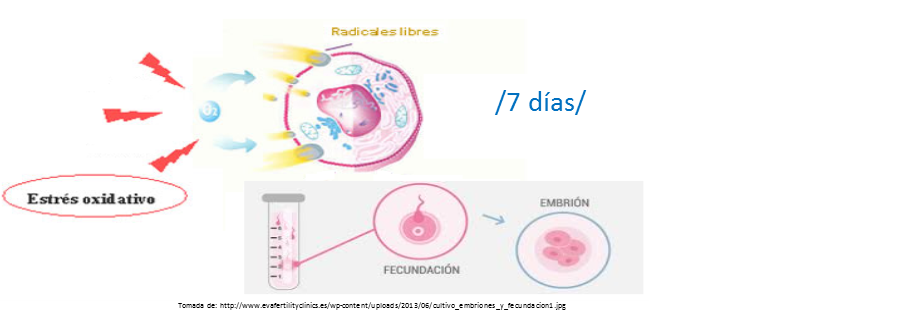 Radicales libres
O₂
/7 días/
Estrés oxidativo
EMBRIÓN
FECUNDACIÓN
Tomada de: http://www.evafertilityclinics.es/wp-content/uploads/2013/06/cultivo_embriones_y_fecundacion1.jpg